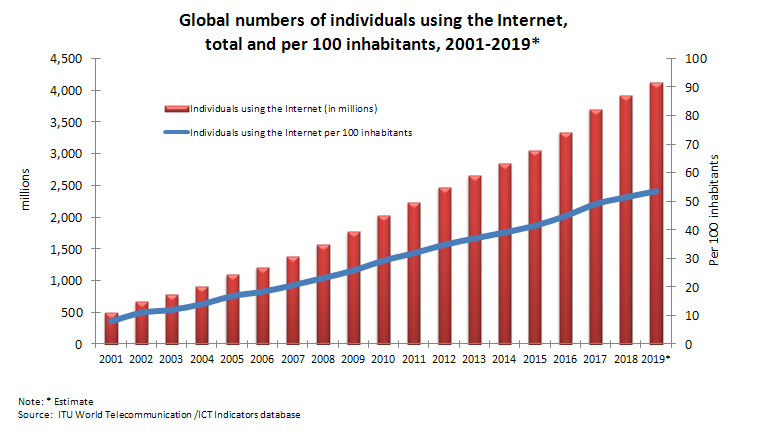 Global numbers of individuals using the Internet,
total and per 100 inhabitants, 2001-2019*
4,500
4,000
3,500
3,000
2,500
2,000
1,500
1,000
500
0
millions
Individuals using the Internet (in millions)
Individuals using the Internet per 100 inhabitants
100
90
80
70
60
50
40
30
20
10
0
Per 100 inhabitants
2001 2002 2003 2004 2005 2006 2007 2008 2009 2010 2011 2012 2013 2014 2015 2016 2017 2018 2019*
Note: * Estimate
Source: ITU World Telecommunication /ICT Indicators database